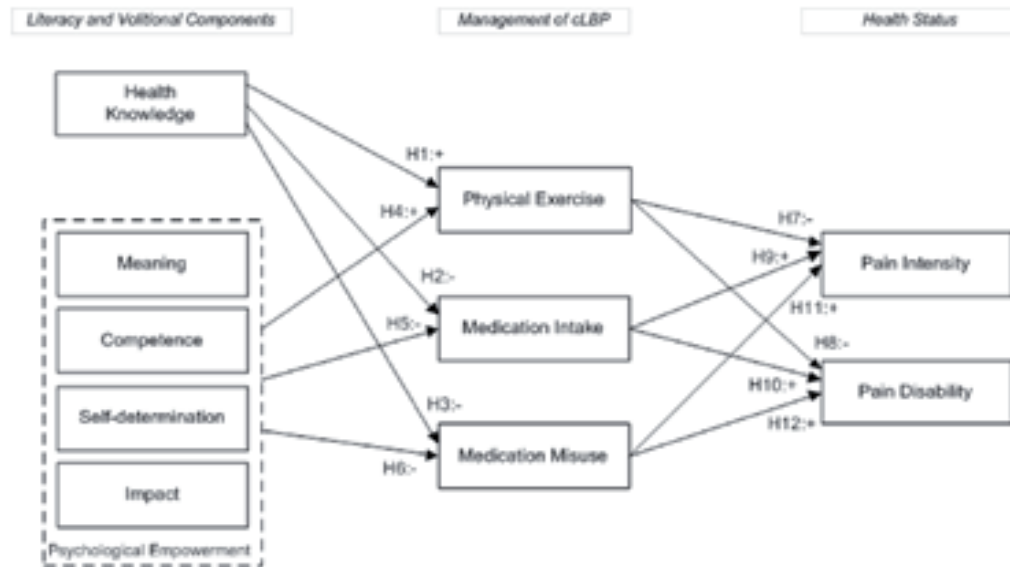 Literacy and Volitional Components
Management of cLBP
Health Status
Health
Knowledge
H1:+
H4:+
Physical Exercise
H7:-
H9:+
Meaning
Pain Intensity
H2:-
H11:+
H5:-
Medication Intake
Competence
H8:-
H10:+
Pain Disability
Self-determination
H3:-
H12:+
Medication Misuse
H6:-
Impact
Psychological Empowerment